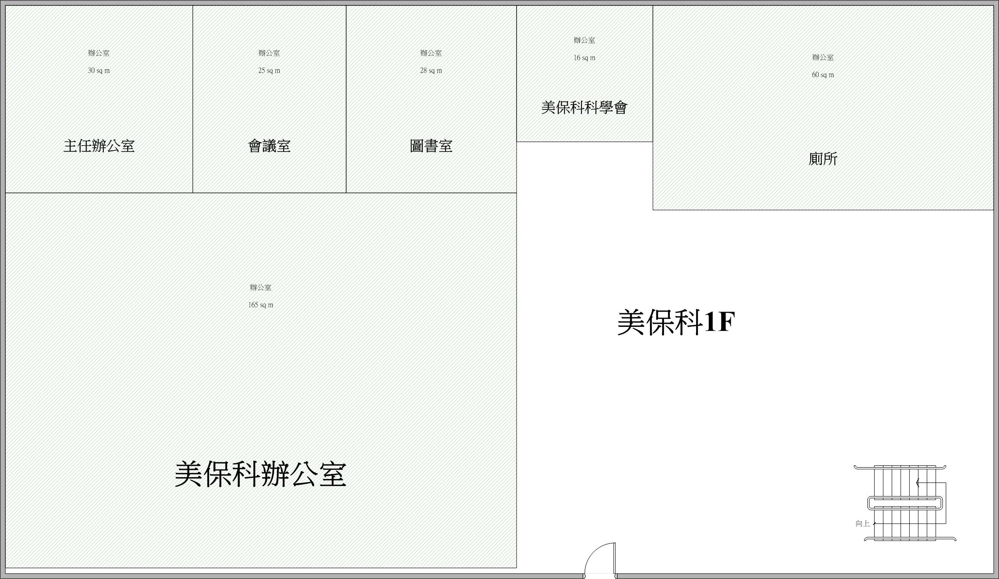 辦公室
30 sq m
主任辦公室
辦公室
25 sq m
會議室
辦公室
28 sq m
圖書室
辦公室
16 sq m
美保科科學會
辦公室
60 sq m
廁所
辦公室
165 sq m
美保科辦公室
美保科1F
向上